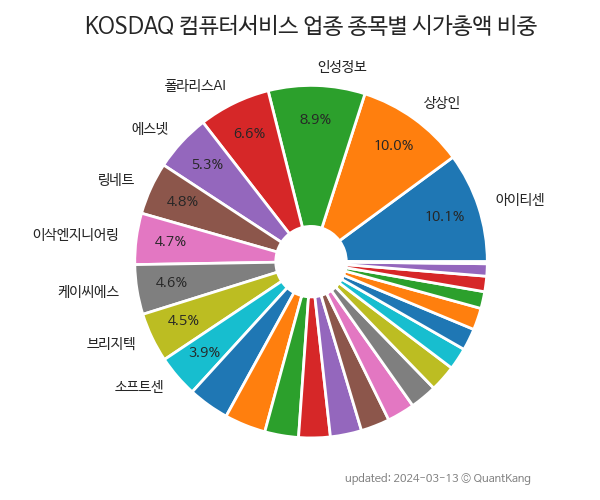 KOSDAQ 컴퓨터서비스 업종 종목별 시가총액 비중
인성정보
폴라리스AI
상상인
에스넷
링네트
아이티센
이삭엔지니어링
케이씨에스
브리지텍
소프트센
8.9%
6.6%
10.0%
5.3%
4.8%
10.1%
4.7%
4.6%
4.5%
3.9%
updated: 2024-03-13 © QuantKang